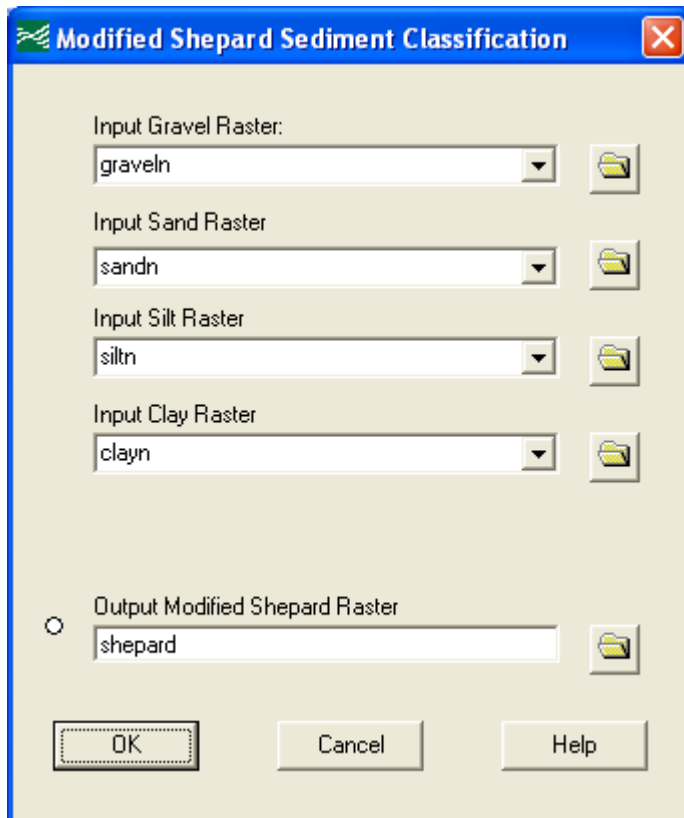 Modified Shepard Sediment Classification
Input Gravel Raster:
graveln
Input Sand Raster
sandn
Input Silt Raster
siltn
Input Clay Raster
clayn
Output Modified Shepard Raster
shepard
OK Cancel Help